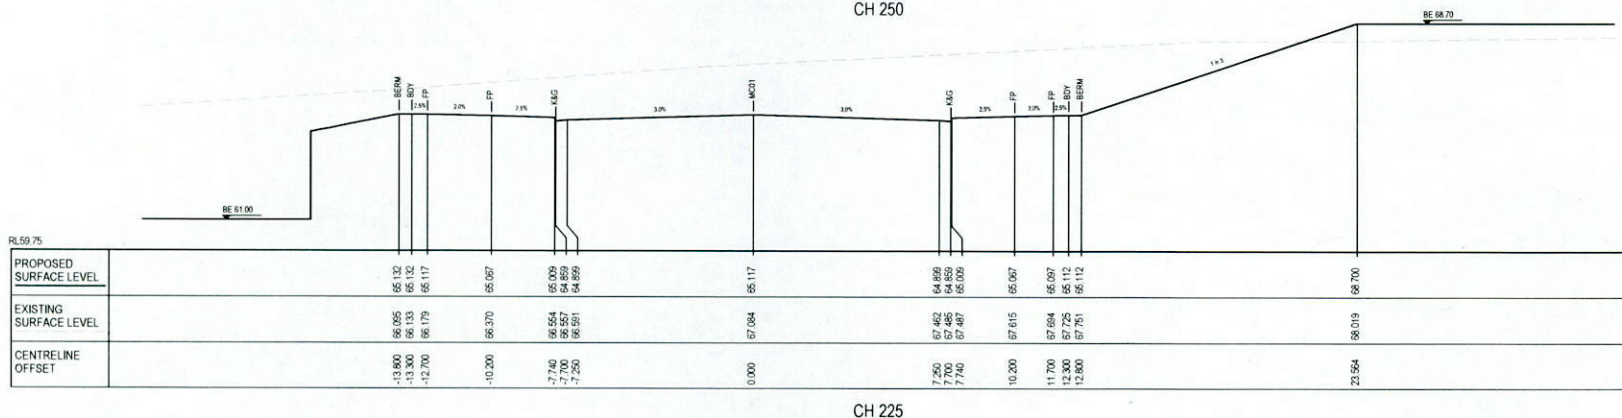 CH 250
BE 68.70
BERM BDY FP FP K&G MC01 K&G FP FP BDY BERM
2.5% 2.0% 2.5% 3.0% 3.0% 2.5% 2.0% 2.5% 1 in 3
BE 61.00
RL59.75
PROPOSED SURFACE LEVEL 65.132 65.132 65.117 65.067 65.009 64.859 64.899 65.117 64.899 64.859 65.009 65.067 65.097 65.112 65.112 68.700
EXISTING SURFACE LEVEL 66.095 66.133 66.179 66.370 66.554 66.557 66.591 67.084 67.462 67.485 67.487 67.615 67.694 67.725 67.751 68.019
CENTRELINE OFFSET -13.800 -13.300 -12.700 -10.200 -7.740 -7.700 -7.250 0.000 7.250 7.700 7.740 10.200 11.700 12.300 12.800 23.564
CH 225